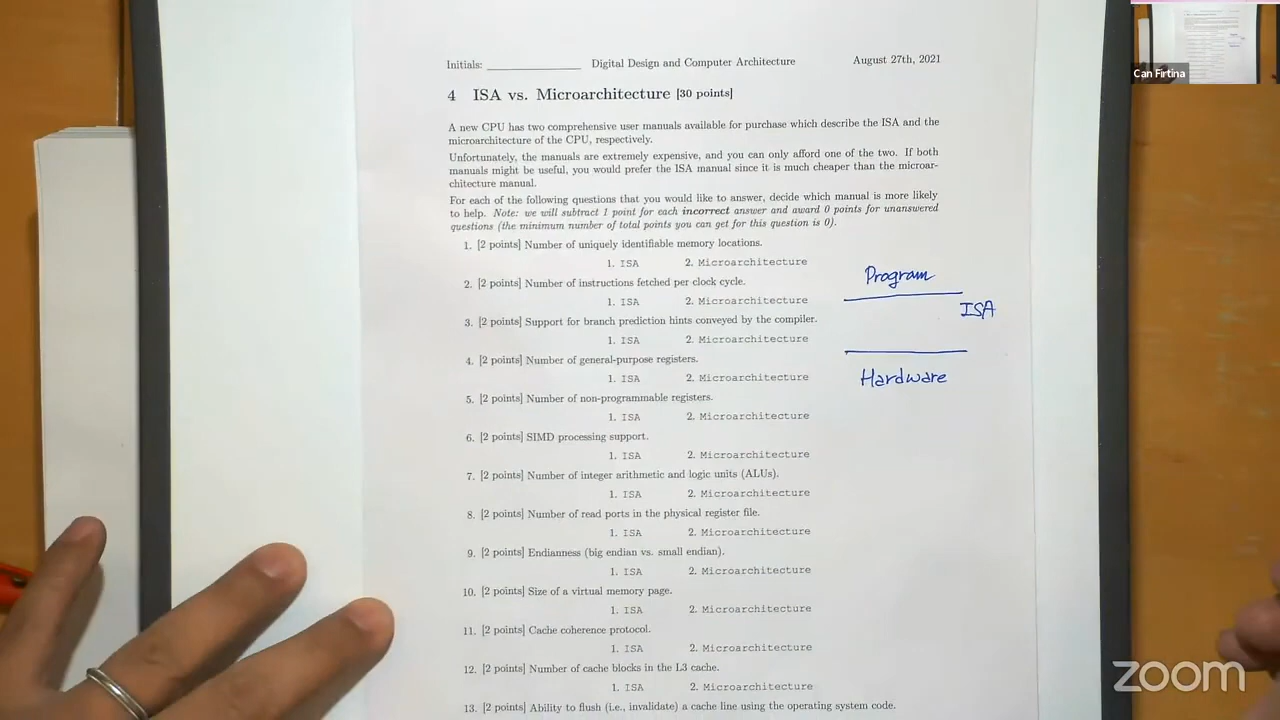 Can Firtina
Initials: Digital Design and Computer Architecture August 27th, 2021
4 ISA vs. Microarchitecture [30 points]
A new CPU has two comprehensive user manuals available for purchase which describe the ISA and the
microarchitecture of the CPU, respectively.
Unfortunately, the manuals are extremely expensive, and you can only afford one of the two. If both
manuals might be useful, you would prefer the ISA manual since it is much cheaper than the microar-
chitecture manual.
For each of the following questions that you would like to answer, decide which manual is more likely
to help. Note: we will subtract 1 point for each incorrect answer and award 0 points for unanswered
questions (the minimum number of total points you can get for this question is 0).
1. [2 points] Number of uniquely identifiable memory locations.
1. ISA 2. Microarchitecture
2. [2 points] Number of instructions fetched per clock cycle.
1. ISA 2. Microarchitecture
3. [2 points] Support for branch prediction hints conveyed by the compiler.
1. ISA 2. Microarchitecture
4. [2 points] Number of general-purpose registers.
1. ISA 2. Microarchitecture
5. [2 points] Number of non-programmable registers.
1. ISA 2. Microarchitecture
6. [2 points] SIMD processing support.
1. ISA 2. Microarchitecture
7. [2 points] Number of integer arithmetic and logic units (ALUs).
1. ISA 2. Microarchitecture
8. [2 points] Number of read ports in the physical register file.
1. ISA 2. Microarchitecture
9. [2 points] Endianness (big endian vs. small endian).
1. ISA 2. Microarchitecture
10. [2 points] Size of a virtual memory page.
1. ISA 2. Microarchitecture
11. [2 points] Cache coherence protocol.
1. ISA 2. Microarchitecture
12. [2 points] Number of cache blocks in the L3 cache.
1. ISA 2. Microarchitecture
13. [2 points] Ability to flush (i.e., invalidate) a cache line using the operating system code.
Program
ISA
Hardware
zoom